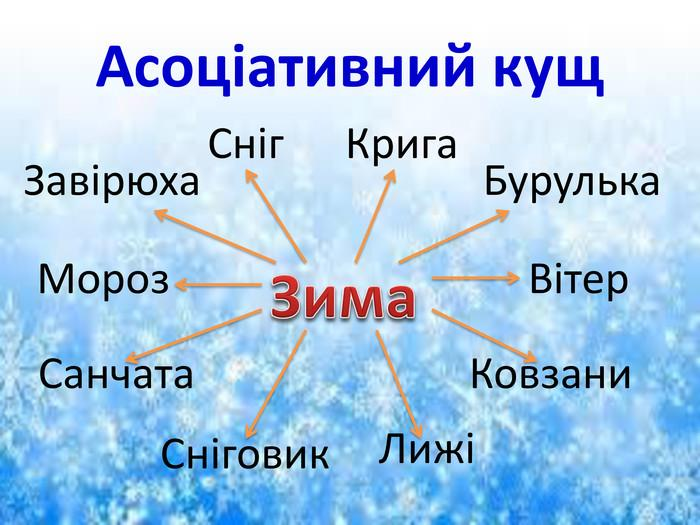 Асоціативний кущ
Сніг Крига
Завірюха Бурулька
Мороз Зима Вітер
Санчата Ковзани
Сніговик Лижі